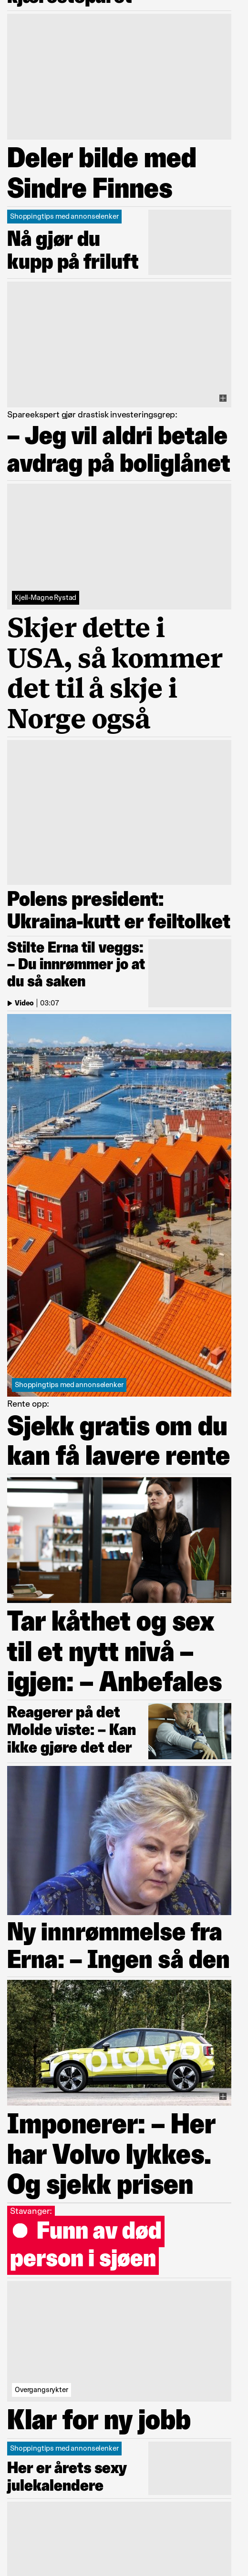 Deler bilde med
Sindre Finnes
Shoppingtips med annonselenker
Nå gjør du
kupp på friluft
Spareekspert gjør drastisk investeringsgrep:
– Jeg vil aldri betale
avdrag på boliglånet
Kjell-Magne Rystad
Skjer dette i
USA, så kommer
det til å skje i
Norge også
Polens president:
Ukraina-kutt er feiltolket
Stilte Erna til veggs:
– Du innrømmer jo at
du så saken
Video | 03:07
Shoppingtips med annonselenker
Rente opp:
Sjekk gratis om du
kan få lavere rente
Tar kåthet og sex
til et nytt nivå –
igjen: – Anbefales
Reagerer på det
Molde viste: – Kan
ikke gjøre det der
Ny innrømmelse fra
Erna: – Ingen så den
Imponerer: – Her
har Volvo lykkes.
Og sjekk prisen
Stavanger:
Funn av død
person i sjøen
Overgangsrykter
Klar for ny jobb
Shoppingtips med annonselenker
Her er årets sexy
julekalendere